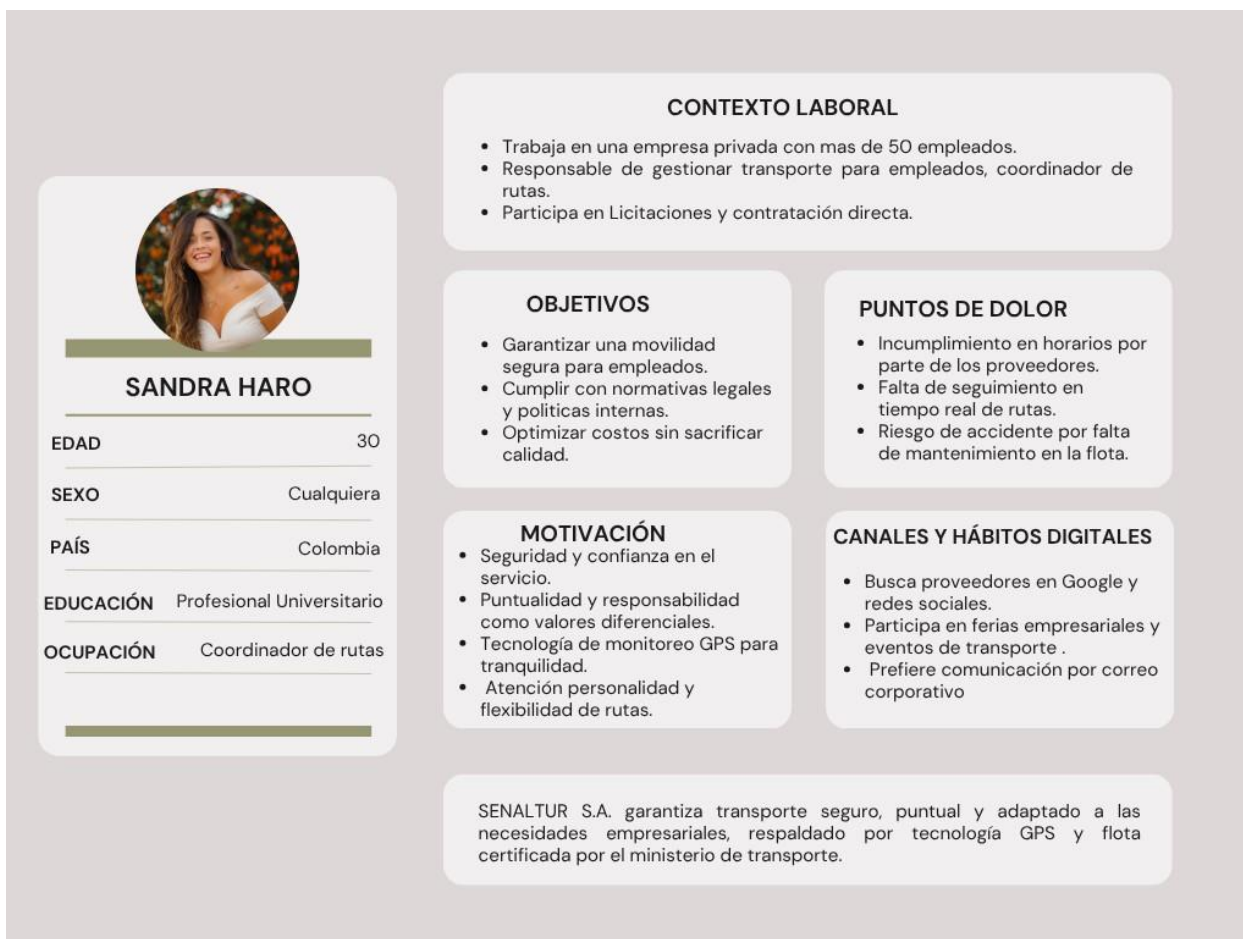 SANDRA HARO
EDAD 30
SEXO Cualquiera
PAÍS Colombia
EDUCACIÓN Profesional Universitario
OCUPACIÓN Coordinador de rutas
CONTEXTO LABORAL
• Trabaja en una empresa privada con mas de 50 empleados.
• Responsable de gestionar transporte para empleados, coordinador de
rutas.
• Participa en Licitaciones y contratación directa.
OBJETIVOS
• Garantizar una movilidad
segura para empleados.
• Cumplir con normativas legales
y politicas internas.
• Optimizar costos sin sacrificar
calidad.
PUNTOS DE DOLOR
• Incumplimiento en horarios por
parte de los proveedores.
• Falta de seguimiento en
tiempo real de rutas.
• Riesgo de accidente por falta
de mantenimiento en la flota.
MOTIVACIÓN
• Seguridad y confianza en el
servicio.
• Puntualidad y responsabilidad
como valores diferenciales.
• Tecnología de monitoreo GPS para
tranquilidad.
• Atención personalidad y
flexibilidad de rutas.
CANALES Y HÁBITOS DIGITALES
• Busca proveedores en Google y
redes sociales.
• Participa en ferias empresariales y
eventos de transporte .
• Prefiere comunicación por correo
corporativo
SENALTUR S.A. garantiza transporte seguro, puntual y adaptado a las
necesidades empresariales, respaldado por tecnología GPS y flota
certificada por el ministerio de transporte.